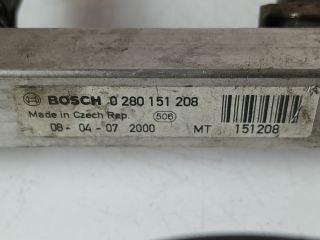 BOSCH 0 280 151 208
Made in Czech Rep. 506
08- 04- 07 2000 MT 151208